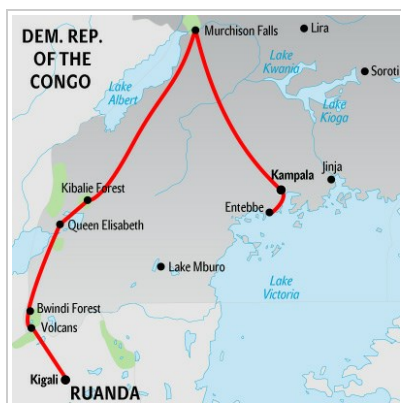 DEM. REP.
OF THE
CONGO
Murchison Falls
Lira
Lake
Kwania
Soroti
Lake
Albert
Lake
Kioga
Kibalie Forest
Kampala
Jinja
Entebbe
Queen Elisabeth
Lake Mburo
Lake
Victoria
Bwindi Forest
Volcans
Kigali
RUANDA